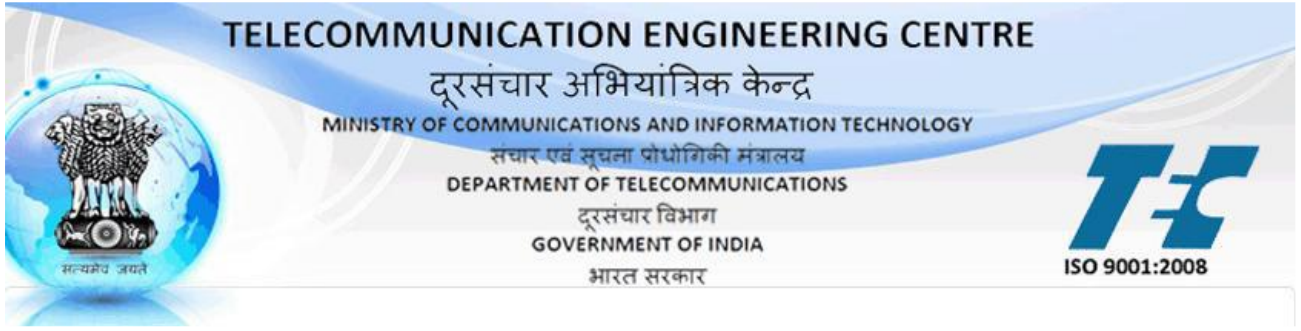 TELECOMMUNICATION ENGINEERING CENTRE
दूरसंचार अभियांत्रिक केन्द्र
MINISTRY OF COMMUNICATIONS AND INFORMATION TECHNOLOGY
संचार एवं सूचना प्रोधोगिकी मंत्रालय
DEPARTMENT OF TELECOMMUNICATIONS
दूरसंचार विभाग
GOVERNMENT OF INDIA
भारत सरकार
सत्यमेव जयते
TEC
ISO 9001:2008